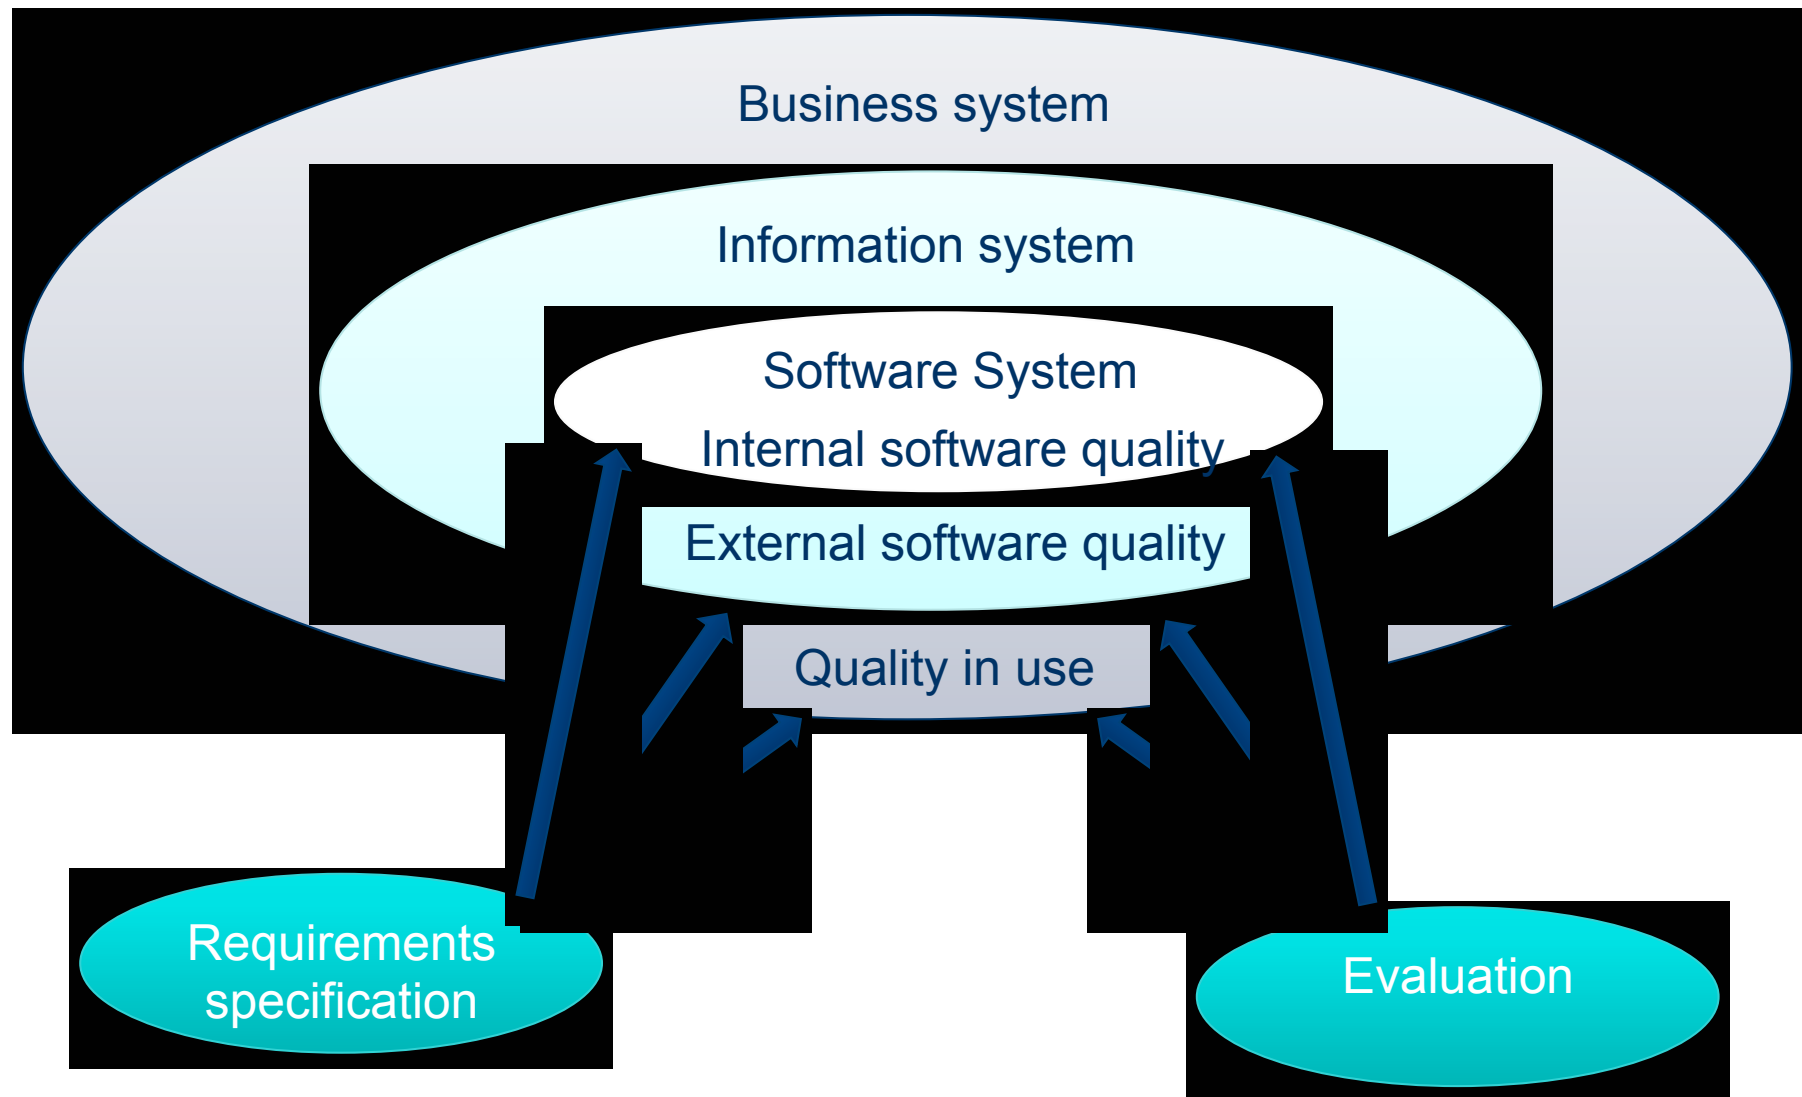 Business system
Information system
Software System
Internal software quality
External software quality
Quality in use
Requirements
specification
Evaluation